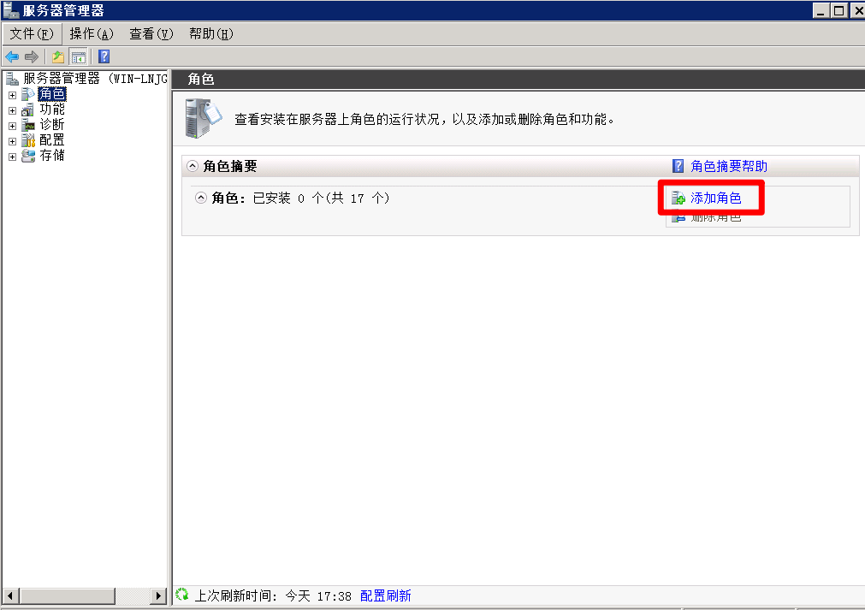 服务器管理器
文件(F) 操作(A) 查看(V) 帮助(H)
服务器管理器 (WIN-LNJG
角色
功能
诊断
配置
存储
角色
查看安装在服务器上角色的运行状况，以及添加或删除角色和功能。
角色摘要
角色摘要帮助
角色: 已安装 0 个(共 17 个)
添加角色
删除角色
上次刷新时间: 今天 17:38 配置刷新